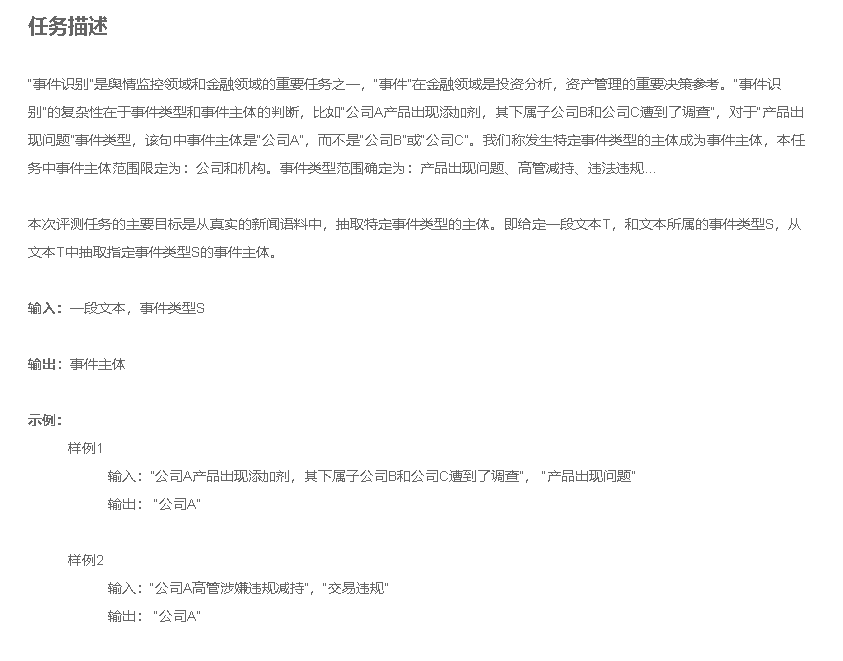 任务描述
“事件识别”是舆情监控领域和金融领域的重要任务之一，“事件”在金融领域是投资分析，资产管理的重要决策参考。“事件识
别”的复杂性在于事件类型和事件主体的判断，比如“公司A产品出现添加剂，其下属子公司B和公司C遭到了调查”，对于“产品出
现问题”事件类型，该句中事件主体是“公司A”，而不是“公司B”或“公司C”。我们称发生特定事件类型的主体成为事件主体，本任
务中事件主体范围限定为：公司和机构。事件类型范围确定为：产品出现问题、高管减持、违法违规…
本次评测任务的主要目标是从真实的新闻语料中，抽取特定事件类型的主体。即给定一段文本T，和文本所属的事件类型S，从
文本T中抽取指定事件类型S的事件主体。
输入：一段文本，事件类型S
输出：事件主体
示例：
样例1
输入：“公司A产品出现添加剂，其下属子公司B和公司C遭到了调查”， “产品出现问题”
输出： “公司A”
样例2
输入：“公司A高管涉嫌违规减持”，“交易违规”
输出： “公司A”